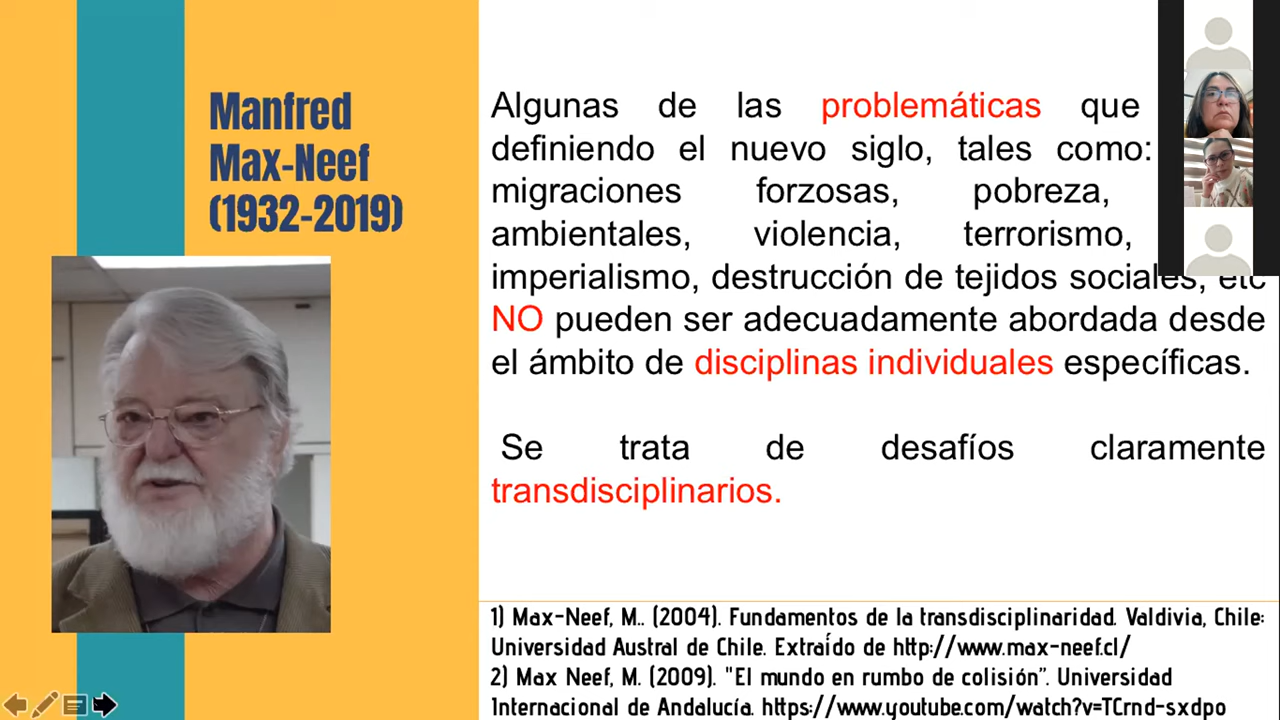 Manfred
Max-Neef
(1932-2019)
Algunas de las problemáticas que
definiendo el nuevo siglo, tales como:
migraciones forzosas, pobreza,
ambientales, violencia, terrorismo,
imperialismo, destrucción de tejidos sociales, etc
NO pueden ser adecuadamente abordada desde
el ámbito de disciplinas individuales específicas.
Se trata de desafíos claramente
transdisciplinarios.
1) Max-Neef, M.. (2004). Fundamentos de la transdisciplinaridad. Valdivia, Chile:
Universidad Austral de Chile. Extraído de http://www.max-neef.cl/
2) Max Neef, M. (2009). "El mundo en rumbo de colisión”. Universidad
Internacional de Andalucía. https://www.youtube.com/watch?v=TCrnd-sxdpo